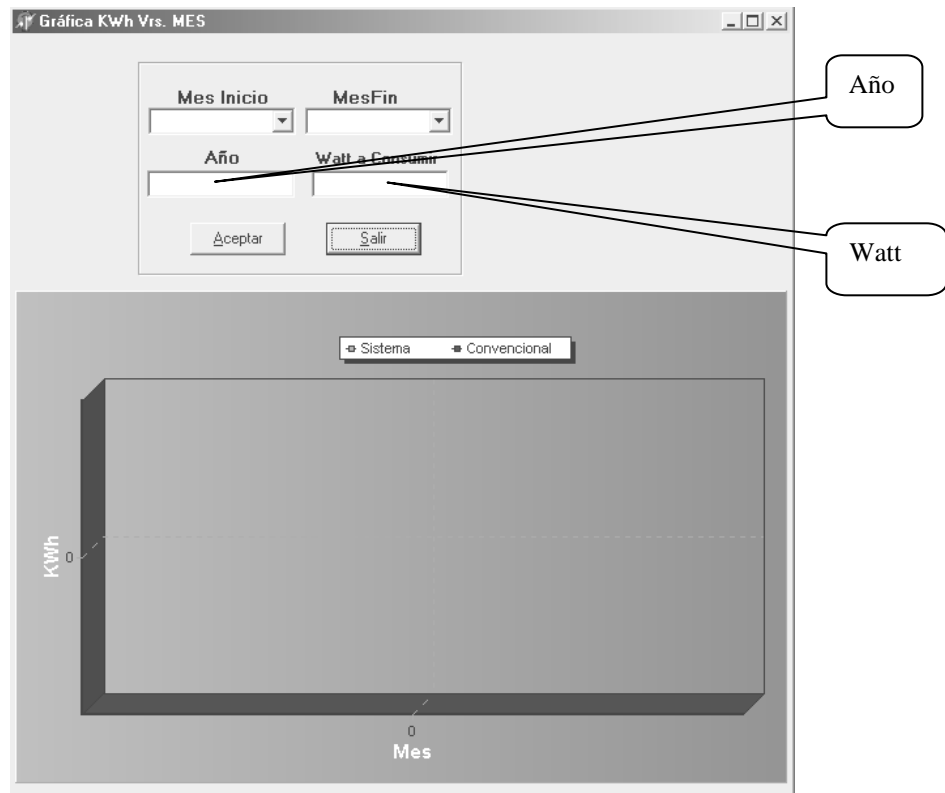 Gráfica KWh Vrs. MES
Mes Inicio MesFin
Año Watt a Consumir
Aceptar Salir
Año
Watt
Sistema Convencional
KWh
0
0
Mes